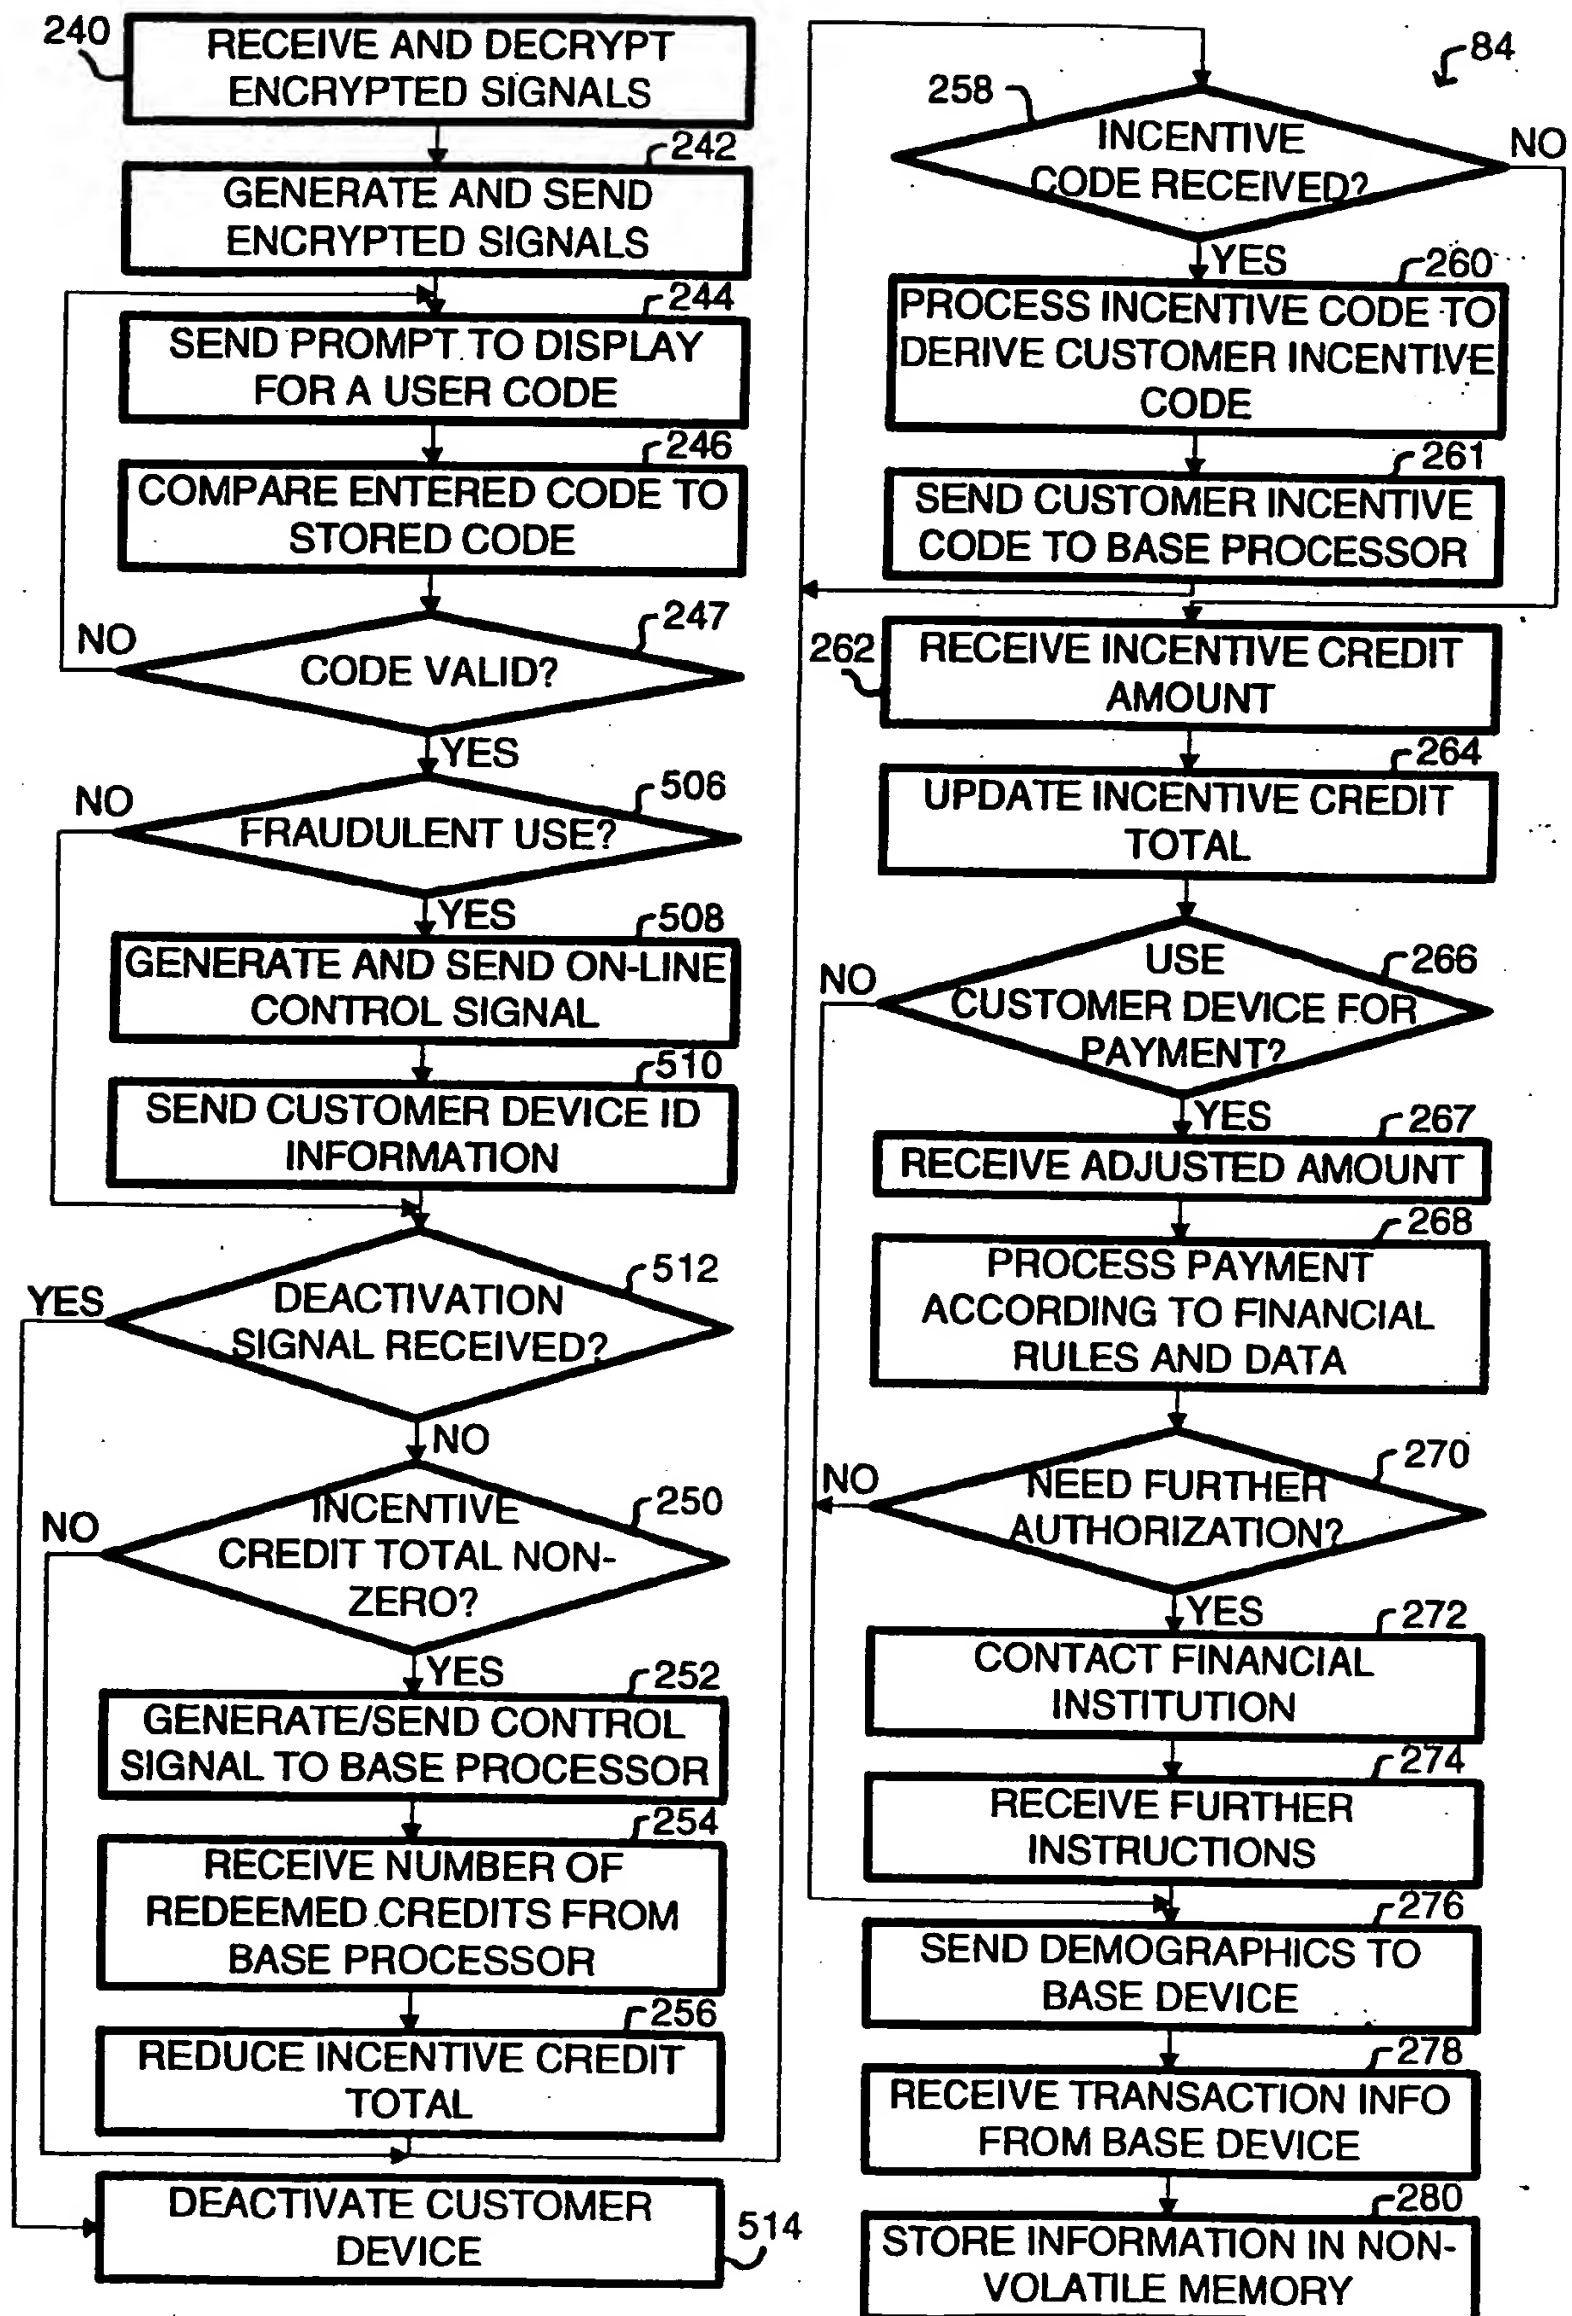 240
RECEIVE AND DECRYPT
ENCRYPTED SIGNALS
242
GENERATE AND SEND
ENCRYPTED SIGNALS
244
SEND PROMPT TO DISPLAY
FOR A USER CODE
246
COMPARE ENTERED CODE TO
STORED CODE
247
NO
CODE VALID?
YES
506
NO
FRAUDULENT USE?
YES
508
GENERATE AND SEND ON-LINE
CONTROL SIGNAL
510
SEND CUSTOMER DEVICE ID
INFORMATION
512
YES
DEACTIVATION
SIGNAL RECEIVED?
NO
250
NO
INCENTIVE
CREDIT TOTAL NON-
ZERO?
YES
252
GENERATE/SEND CONTROL
SIGNAL TO BASE PROCESSOR
254
RECEIVE NUMBER OF
REDEEMED CREDITS FROM
BASE PROCESSOR
256
REDUCE INCENTIVE CREDIT
TOTAL
DEACTIVATE CUSTOMER
DEVICE
514
84
258
INCENTIVE
CODE RECEIVED?
NO
YES
260
PROCESS INCENTIVE CODE TO
DERIVE CUSTOMER INCENTIVE
CODE
261
SEND CUSTOMER INCENTIVE
CODE TO BASE PROCESSOR
262
RECEIVE INCENTIVE CREDIT
AMOUNT
264
UPDATE INCENTIVE CREDIT
TOTAL
266
NO
USE
CUSTOMER DEVICE FOR
PAYMENT?
YES
267
RECEIVE ADJUSTED AMOUNT
268
PROCESS PAYMENT
ACCORDING TO FINANCIAL
RULES AND DATA
270
NO
NEED FURTHER
AUTHORIZATION?
YES
272
CONTACT FINANCIAL
INSTITUTION
274
RECEIVE FURTHER
INSTRUCTIONS
276
SEND DEMOGRAPHICS TO
BASE DEVICE
278
RECEIVE TRANSACTION INFO
FROM BASE DEVICE
280
STORE INFORMATION IN NON-
VOLATILE MEMORY